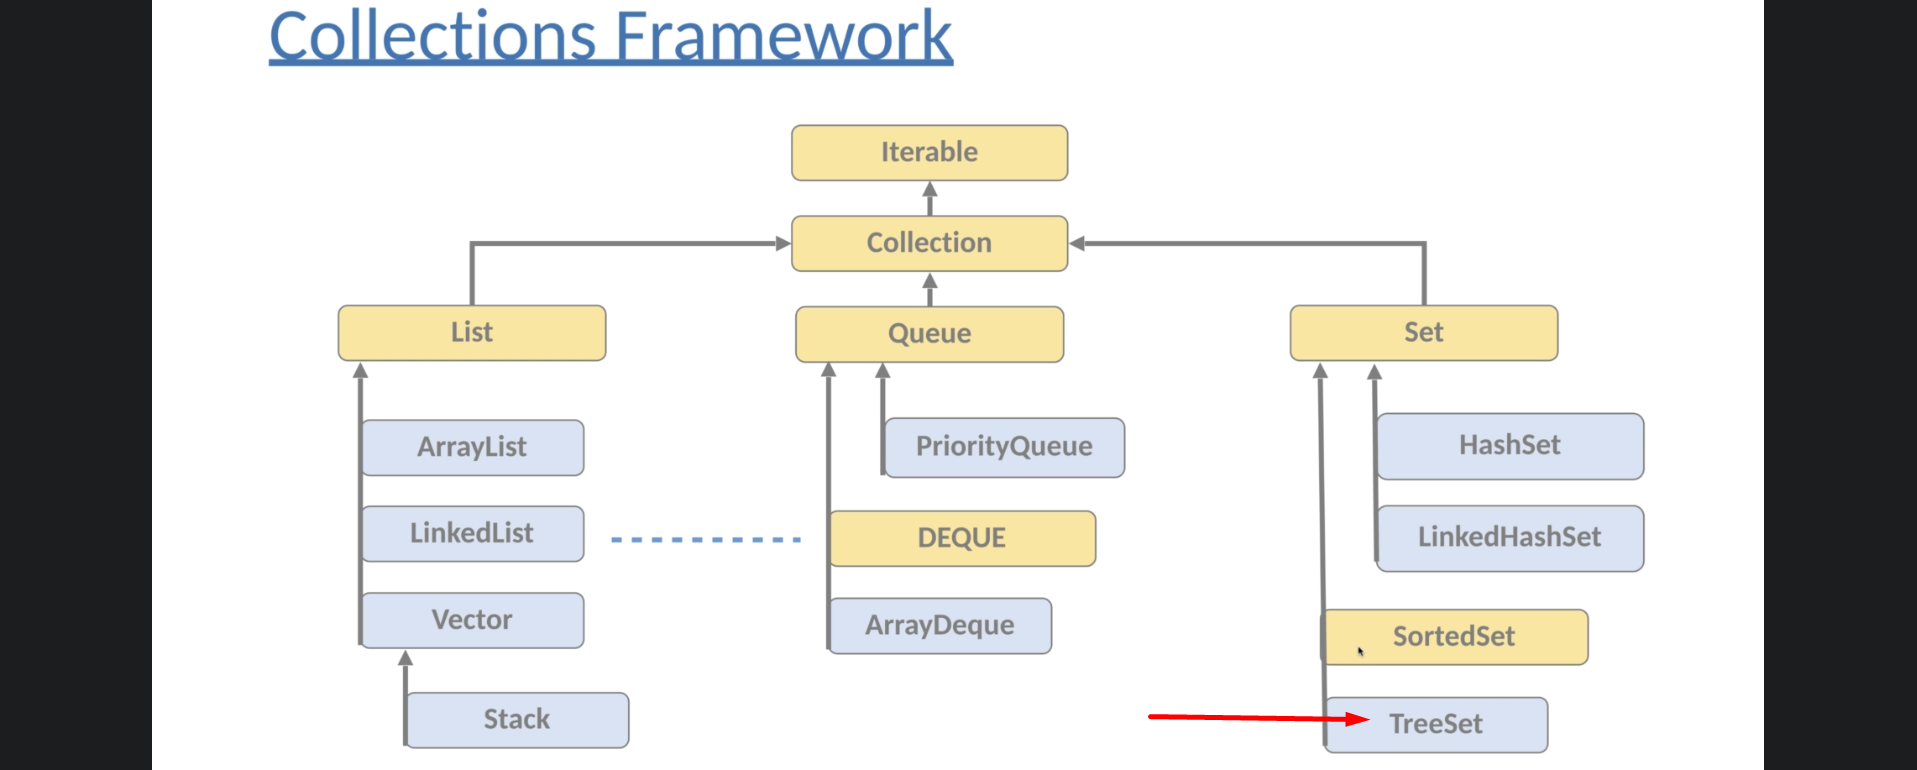 Collections Framework
Iterable
Collection
List
Queue
Set
ArrayList
PriorityQueue
HashSet
LinkedList
DEQUE
LinkedHashSet
Vector
ArrayDeque
SortedSet
Stack
TreeSet